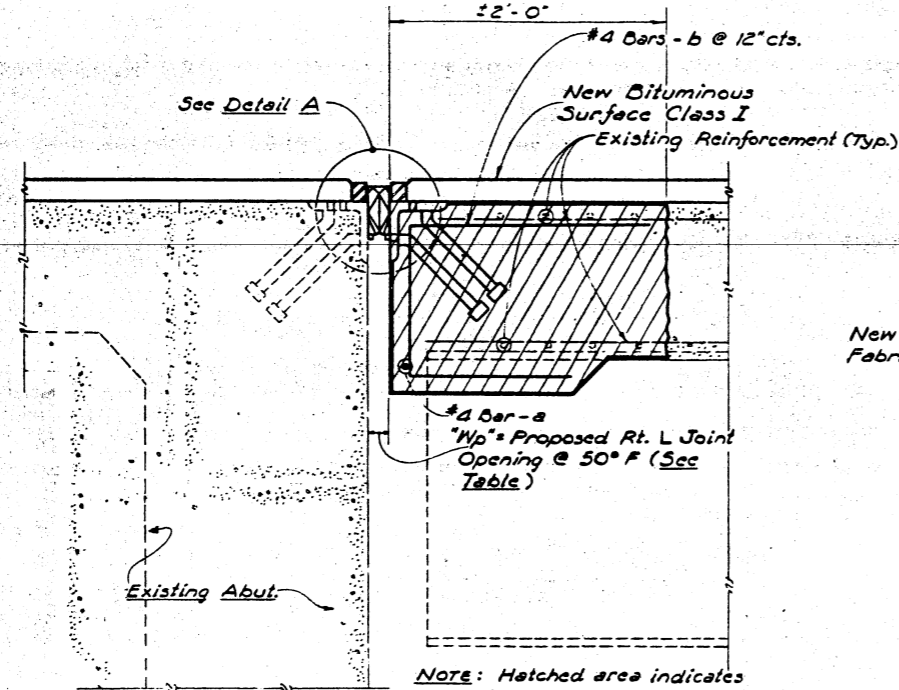 ±2'-0"
#4 Bars - b @ 12" cts.
See Detail A
New Bituminous
Surface Class I
Existing Reinforcement (Typ.)
New
Fabri
#4 Bar - a
"Wp" = Proposed Rt. L Joint
Opening @ 50° F (See
Table)
Existing Abut.
NOTE: Hatched area indicates